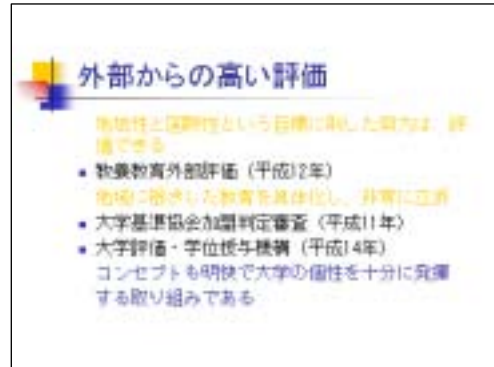 外部からの高い評価
地域性と国際性という目標に則した努力は、評
価できる
教養教育外部評価（平成12年）
地域に根ざした教育を具体化し、非常に立派
大学基準協会加盟判定審査（平成11年）
大学評価・学位授与機構（平成14年）
コンセプトも明快で大学の個性を十分に発揮
する取り組みである